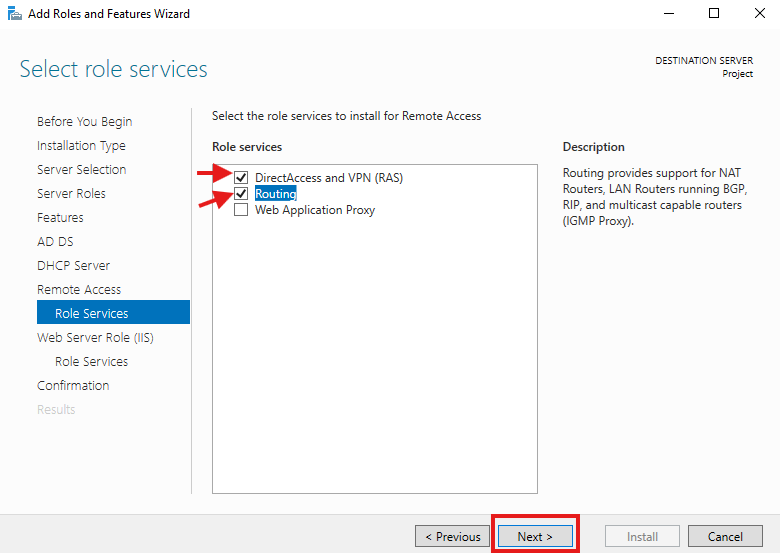 Add Roles and Features Wizard
Select role services
DESTINATION SERVER
Project
Before You Begin
Installation Type
Server Selection
Server Roles
Features
AD DS
DHCP Server
Remote Access
Role Services
Web Server Role (IIS)
Role Services
Confirmation
Results
Select the role services to install for Remote Access
Role services
DirectAccess and VPN (RAS)
Routing
Web Application Proxy
Description
Routing provides support for NAT
Routers, LAN Routers running BGP,
RIP, and multicast capable routers
(IGMP Proxy).
< Previous
Next >
Install
Cancel